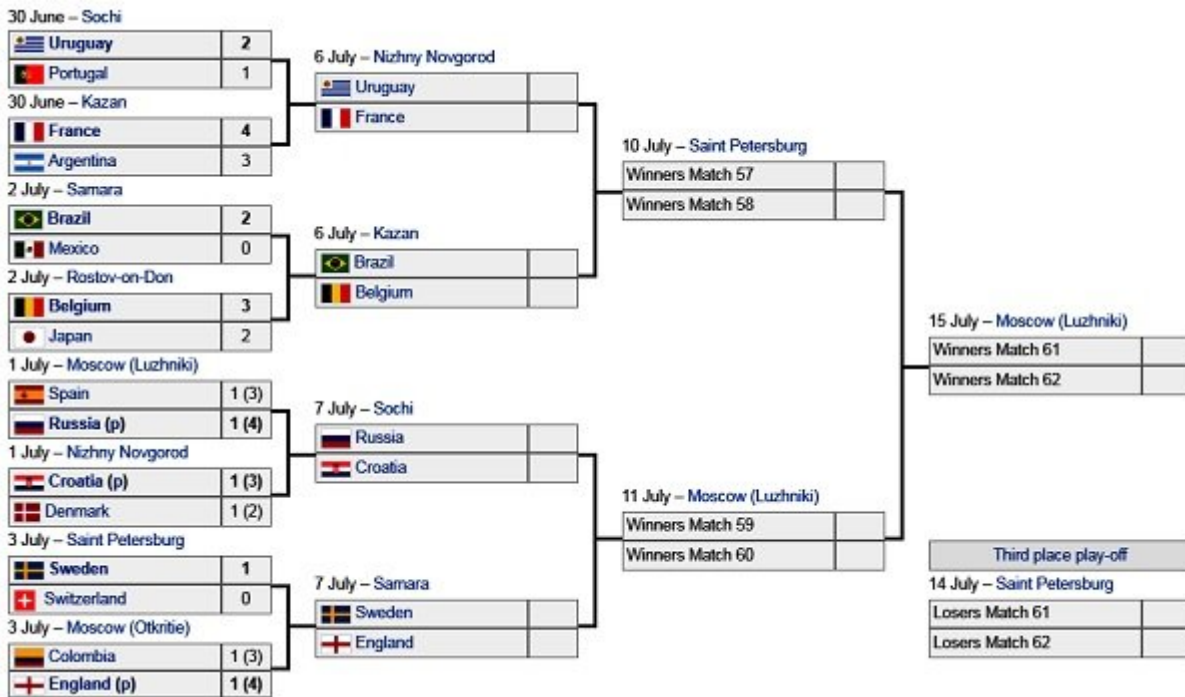 30 June – Sochi
Uruguay 2
Portugal 1
30 June – Kazan
France 4
Argentina 3
2 July – Samara
Brazil 2
Mexico 0
2 July – Rostov-on-Don
Belgium 3
Japan 2
1 July – Moscow (Luzhniki)
Spain 1 (3)
Russia (p) 1 (4)
1 July – Nizhny Novgorod
Croatia (p) 1 (3)
Denmark 1 (2)
3 July – Saint Petersburg
Sweden 1
Switzerland 0
3 July – Moscow (Otkritie)
Colombia 1 (3)
England (p) 1 (4)
6 July – Nizhny Novgorod
Uruguay
France
6 July – Kazan
Brazil
Belgium
7 July – Sochi
Russia
Croatia
7 July – Samara
Sweden
England
10 July – Saint Petersburg
Winners Match 57
Winners Match 58
11 July – Moscow (Luzhniki)
Winners Match 59
Winners Match 60
15 July – Moscow (Luzhniki)
Winners Match 61
Winners Match 62
Third place play-off
14 July – Saint Petersburg
Losers Match 61
Losers Match 62